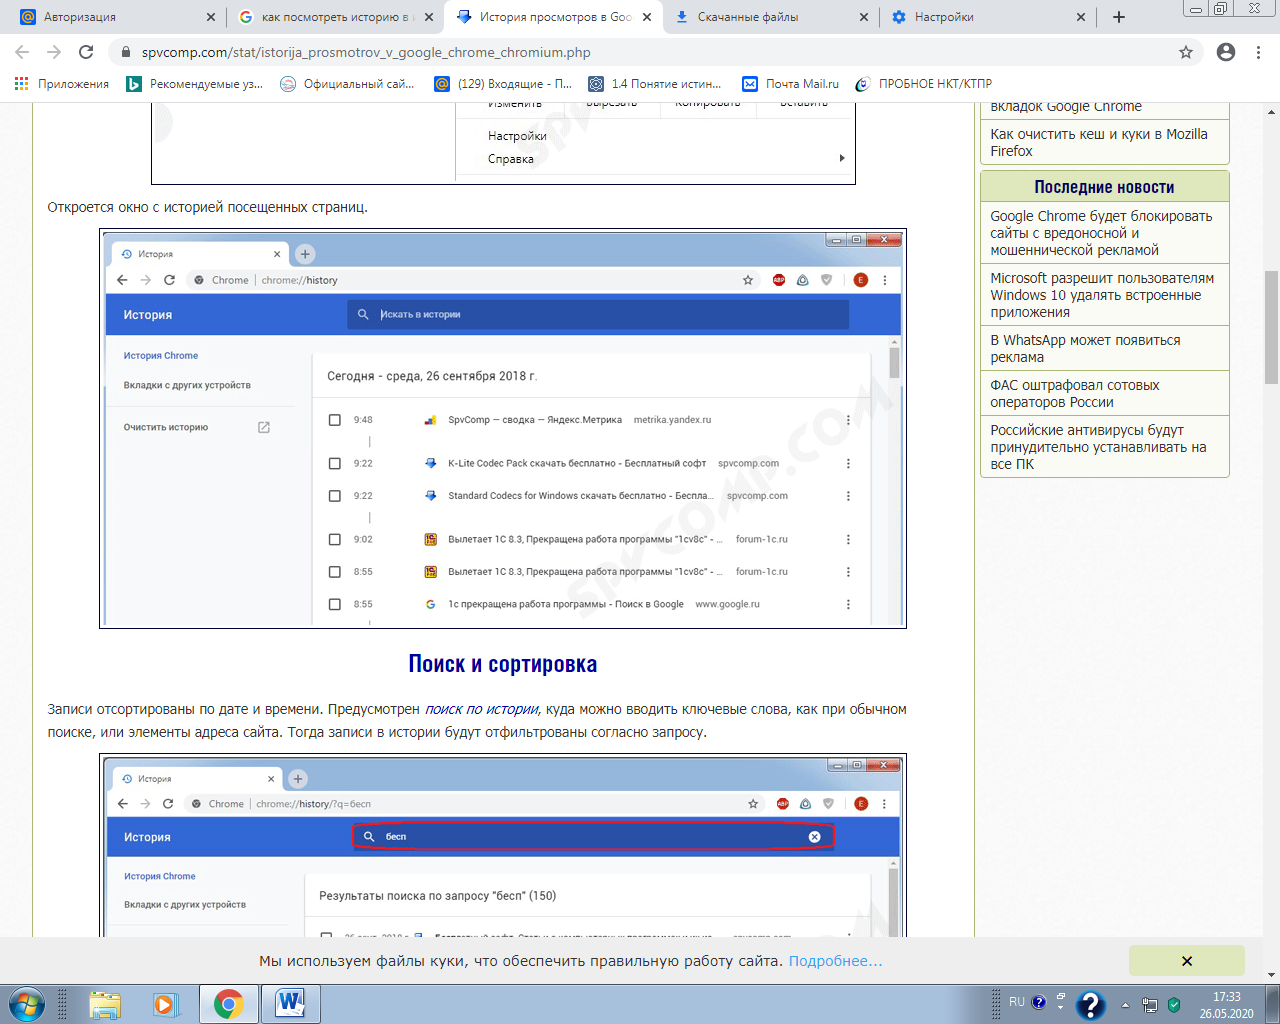 Авторизация
как посмотреть историю в
История просмотров в Goo
Скачанные файлы
Настройки
spvcomp.com/stat/istorija_prosmotrov_v_google_chrome_chromium.php
Приложения
Рекомендуемые уз...
Официальный сай...
(129) Входящие - П...
1.4 Понятие истин...
Почта Mail.ru
ПРОБНОЕ НКТ/КТПР
Изменить Вырезать Копировать Вставить
Настройки
Справка
Откроется окно с историей посещенных страниц.
История
Chrome | chrome://history
История
Искать в истории
История Chrome
Вкладки с других устройств
Очистить историю
Сегодня - среда, 26 сентября 2018 г.
9:48 SpvComp — сводка — Яндекс.Метрика metrika.yandex.ru
9:22 K-Lite Codec Pack скачать бесплатно - Бесплатный софт spvcomp.com
9:22 Standard Codecs for Windows скачать бесплатно - Беспла... spvcomp.com
9:02 Вылетает 1С 8.3, Прекращена работа программы "1cv8c" - ... forum-1c.ru
8:55 Вылетает 1С 8.3, Прекращена работа программы "1cv8c" - ... forum-1c.ru
8:55 1с прекращена работа программы - Поиск в Google www.google.ru
SPVCOMP.COM
Поиск и сортировка
Записи отсортированы по дате и времени. Предусмотрен поиск по истории, куда можно вводить ключевые слова, как при обычном
поиске, или элементы адреса сайта. Тогда записи в истории будут отфильтрованы согласно запросу.
История
Chrome | chrome://history/?q=бесп
История
бесп
История Chrome
Вкладки с других устройств
Результаты поиска по запросу "бесп" (150)
вкладок Google Chrome
Как очистить кеш и куки в Mozilla
Firefox
Последние новости
Google Chrome будет блокировать
сайты с вредоносной и
мошеннической рекламой
Microsoft разрешит пользователям
Windows 10 удалять встроенные
приложения
В WhatsApp может появиться
реклама
ФАС оштрафовал сотовых
операторов России
Российские антивирусы будут
принудительно устанавливать на
все ПК
Мы используем файлы куки, что обеспечить правильную работу сайта. Подробнее...
RU
17:33
26.05.2020